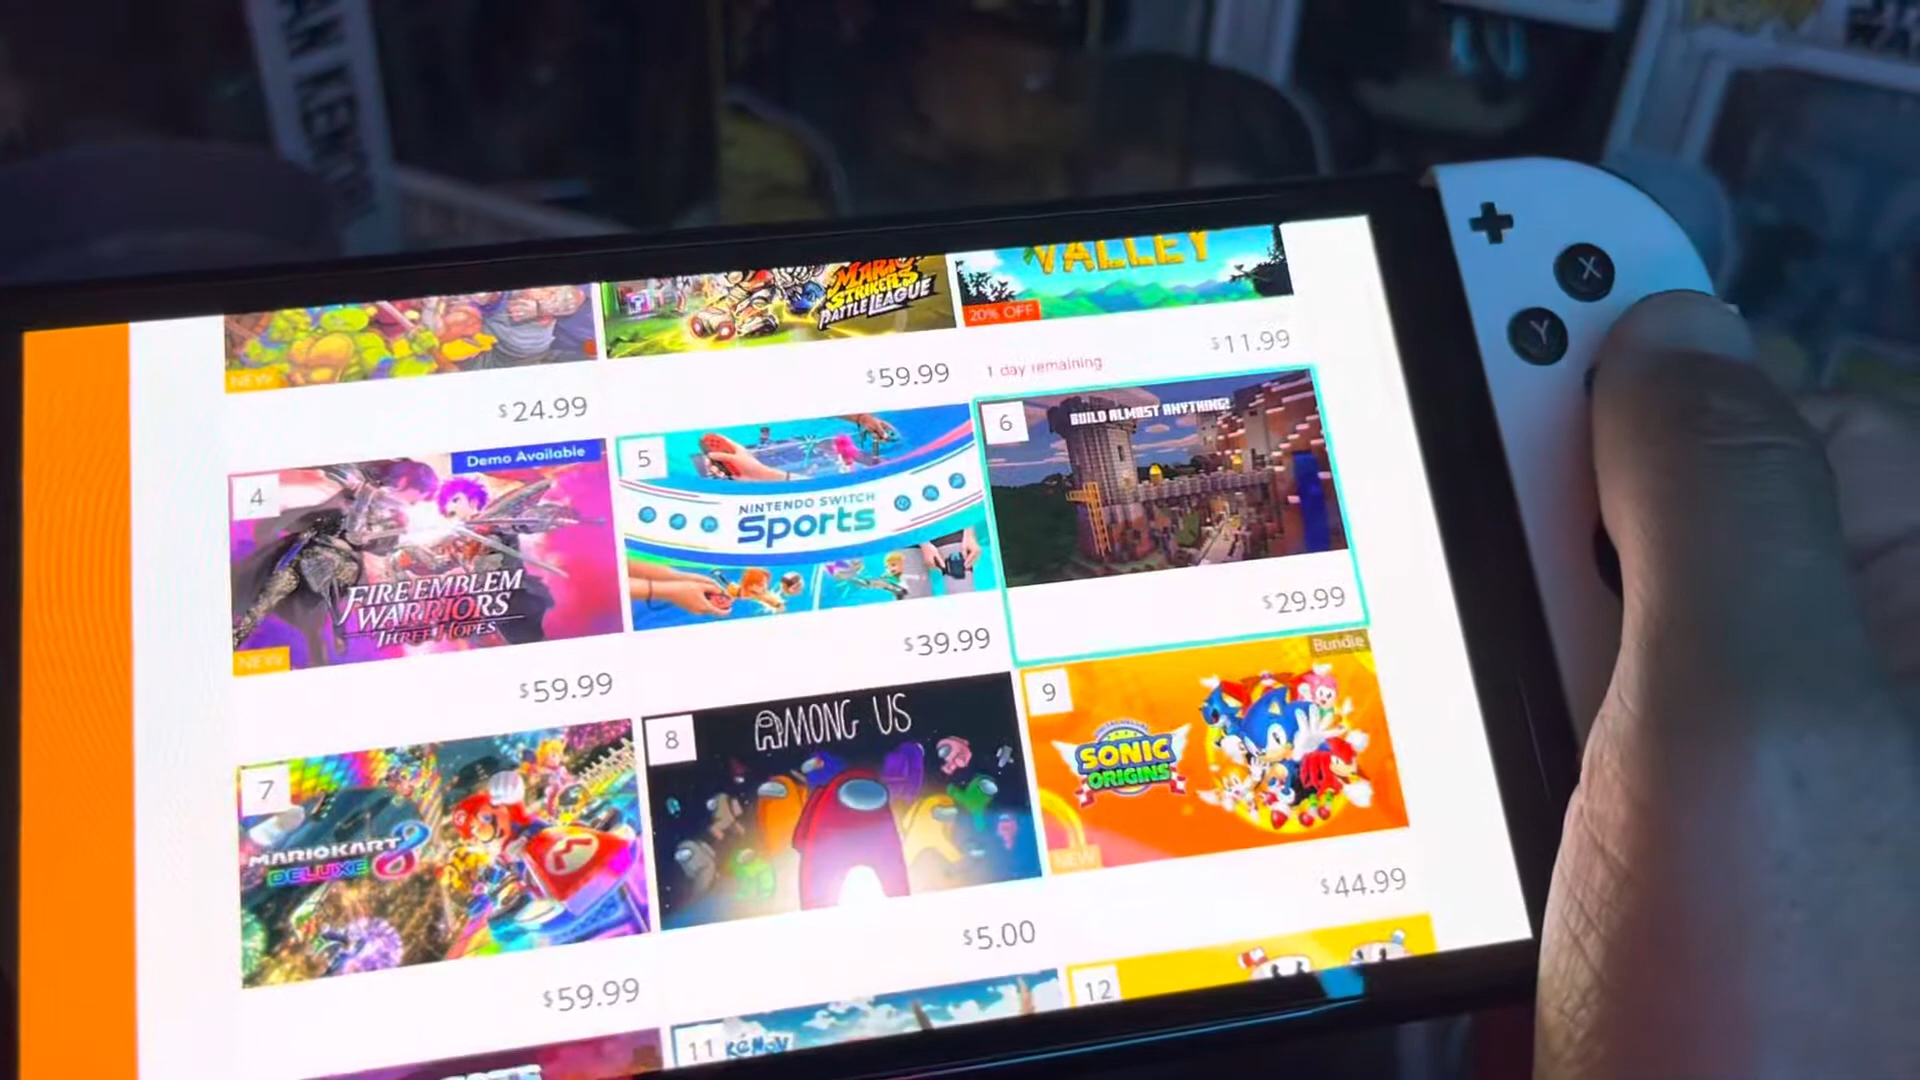 VALLEY
MARIO
STRIKERS
BATTLE LEAGUE
20% OFF
NEW
$24.99
$59.99
1 day remaining
$11.99
4
Demo Available
FIRE EMBLEM
WARRIORS
THREE HOPES
NEW
$59.99
5
NINTENDO SWITCH
Sports
$39.99
6
BUILD ALMOST ANYTHING!
$29.99
7
MARIOKART 8
DELUXE
$59.99
8
AMONG US
$5.00
9
Bundle
SONIC
ORIGINS
NEW
$44.99
11
12
X
Y
M